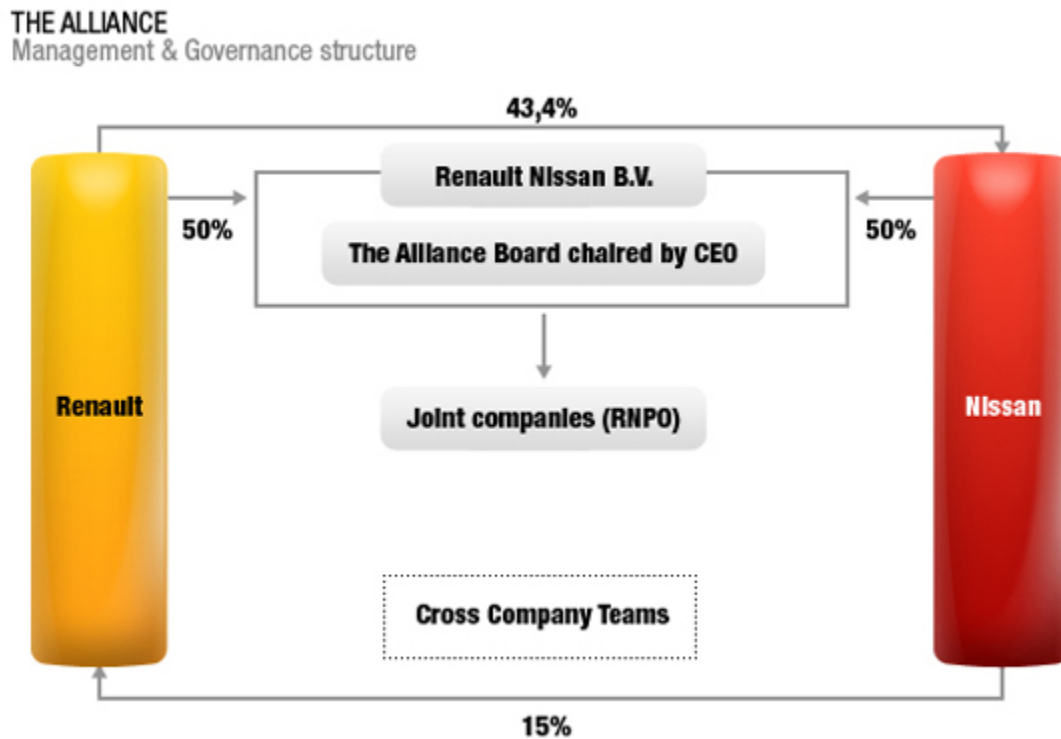 THE ALLIANCE
Management & Governance structure
43,4%
Renault Nissan B.V.
50%
50%
The Alliance Board chaired by CEO
Renault
Joint companies (RNPO)
Nissan
Cross Company Teams
15%